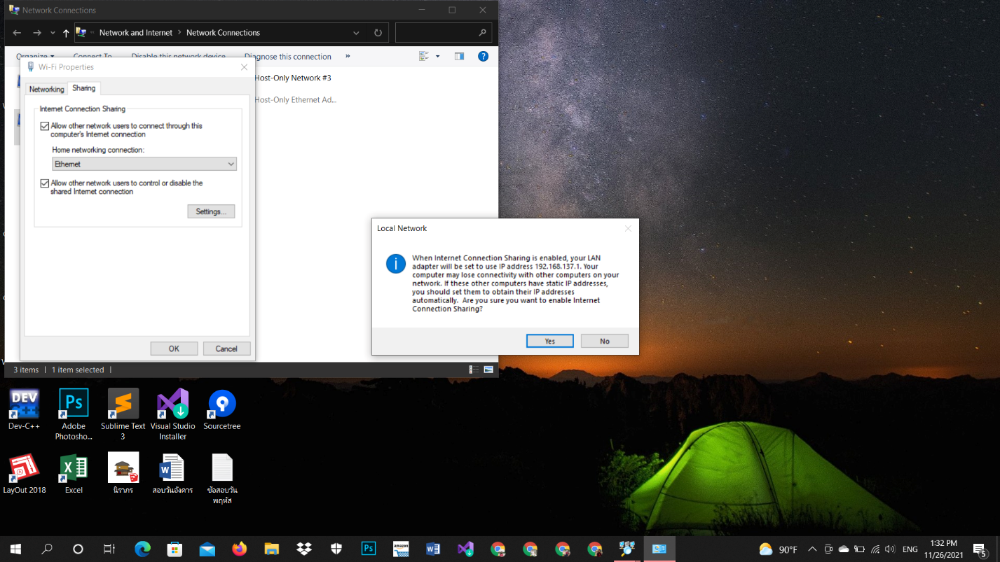 Network Connections
Network and Internet > Network Connections
Organize Connect To Disable this network device Diagnose this connection »
Wi-Fi Properties
Host-Only Network #3
Host-Only Ethernet Ad...
Networking Sharing
Internet Connection Sharing
Allow other network users to connect through this
computer's Internet connection
Home networking connection:
Ethernet
Allow other network users to control or disable the
shared Internet connection
Settings...
OK Cancel
3 items 1 item selected
Local Network
When Internet Connection Sharing is enabled, your LAN
adapter will be set to use IP address 192.168.137.1. Your
computer may lose connectivity with other computers on your
network. If these other computers have static IP addresses,
you should set them to obtain their IP addresses
automatically. Are you sure you want to enable Internet
Connection Sharing?
Yes No
DEV
C++
Ps
Dev-C++
Adobe
Photosho...
Sublime Text
3
Visual Studio
Installer
Sourcetree
LayOut 2018
Excel
นิราภร
สอบวันอังคาร
ข้อสอบวัน
พฤหัส
Ps
amazon
90°F
ENG
1:32 PM
11/26/2021
5